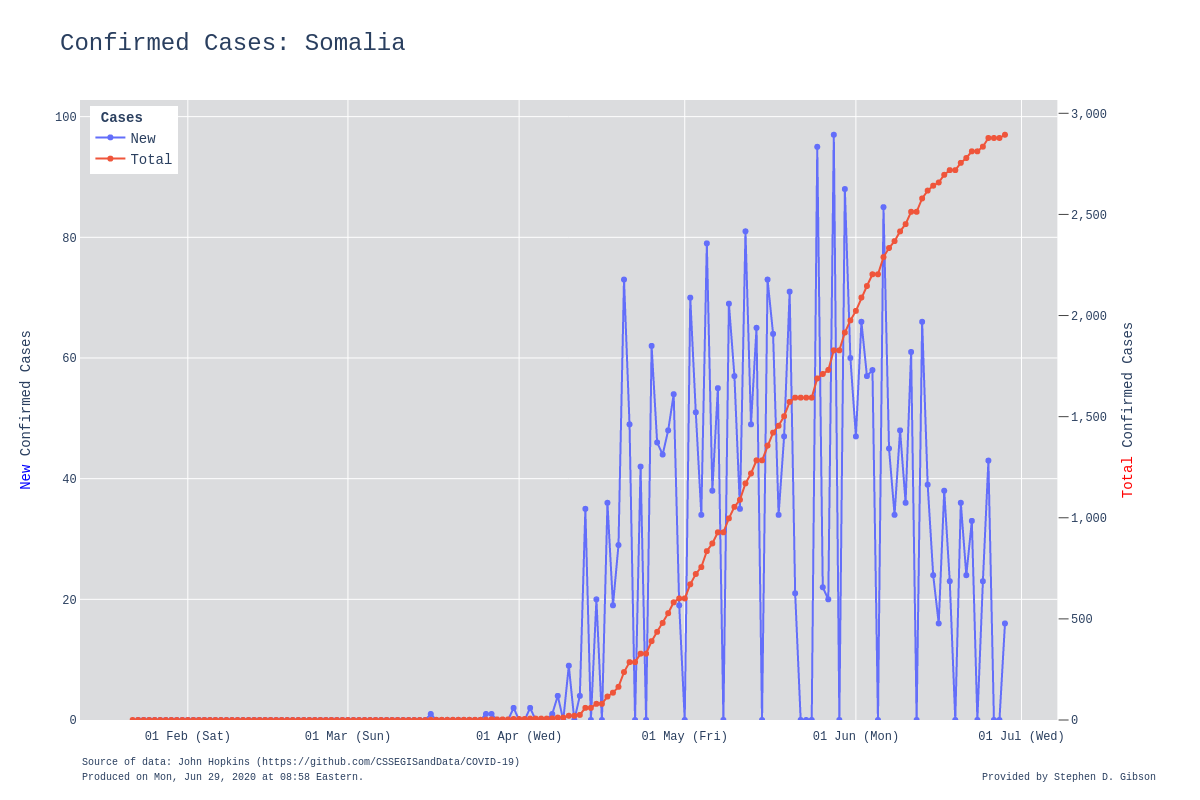 Confirmed Cases: Somalia
Cases
New
Total
100
80
60
40
20
0
3,000
2,500
2,000
1,500
1,000
500
0
New Confirmed Cases
Total Confirmed Cases
01 Feb (Sat)
01 Mar (Sun)
01 Apr (Wed)
01 May (Fri)
01 Jun (Mon)
01 Jul (Wed)
Source of data: John Hopkins (https://github.com/CSSEGISandData/COVID-19)
Produced on Mon, Jun 29, 2020 at 08:58 Eastern.
Provided by Stephen D. Gibson